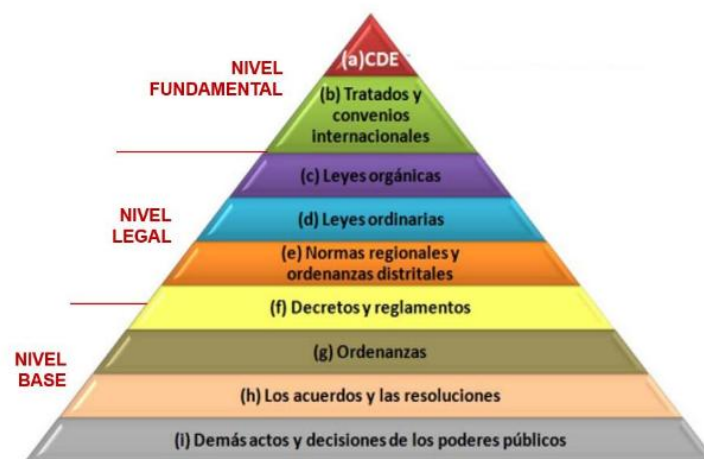 (a)CDE
NIVEL
FUNDAMENTAL
(b) Tratados y
convenios
internacionales
(c) Leyes orgánicas
NIVEL
LEGAL
(d) Leyes ordinarias
(e) Normas regionales y
ordenanzas distritales
(f) Decretos y reglamentos
NIVEL
BASE
(g) Ordenanzas
(h) Los acuerdos y las resoluciones
(i) Demás actos y decisiones de los poderes públicos